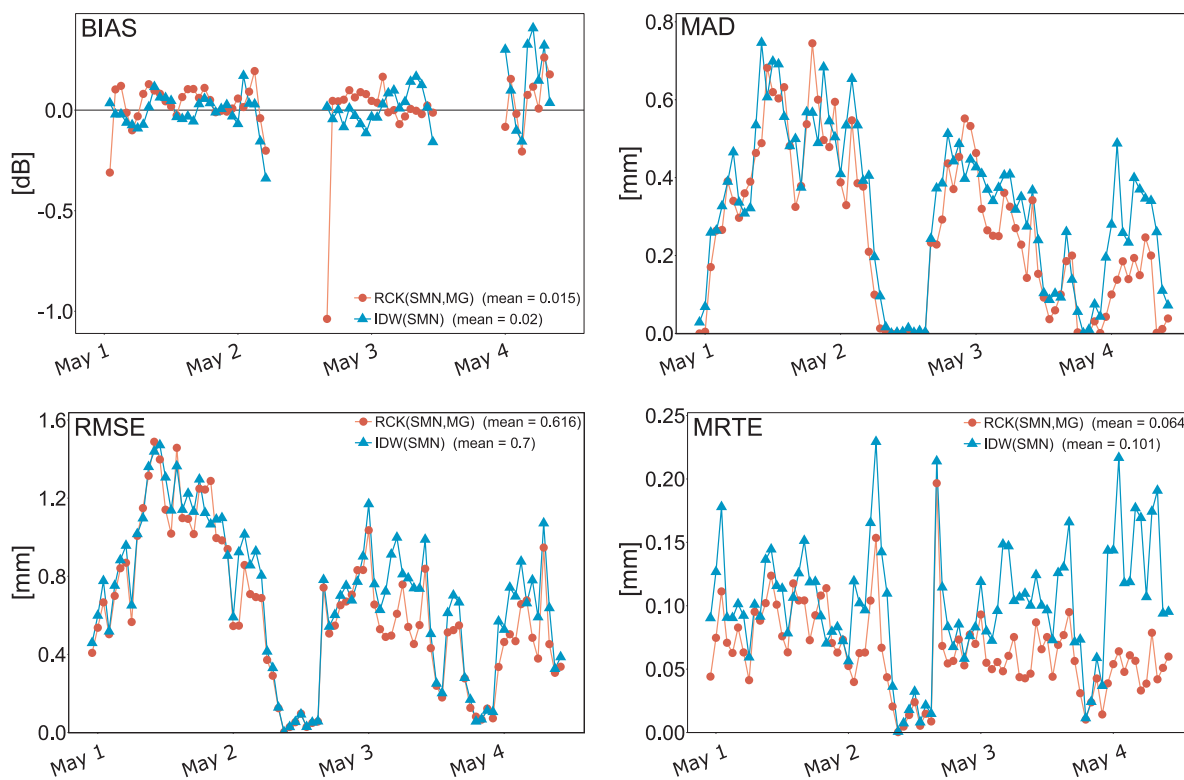 BIAS
0.0
-0.5
-1.0
[dB]
RCK(SMN,MG) (mean = 0.015)
IDW(SMN) (mean = 0.02)
May 1
May 2
May 3
May 4
MAD
0.8
0.6
0.4
0.2
0.0
[mm]
May 1
May 2
May 3
May 4
RMSE
1.6
1.2
0.8
0.4
0.0
[mm]
RCK(SMN,MG) (mean = 0.616)
IDW(SMN) (mean = 0.7)
May 1
May 2
May 3
May 4
MRTE
0.25
0.20
0.15
0.10
0.05
0.00
[mm]
RCK(SMN,MG) (mean = 0.064)
IDW(SMN) (mean = 0.101)
May 1
May 2
May 3
May 4